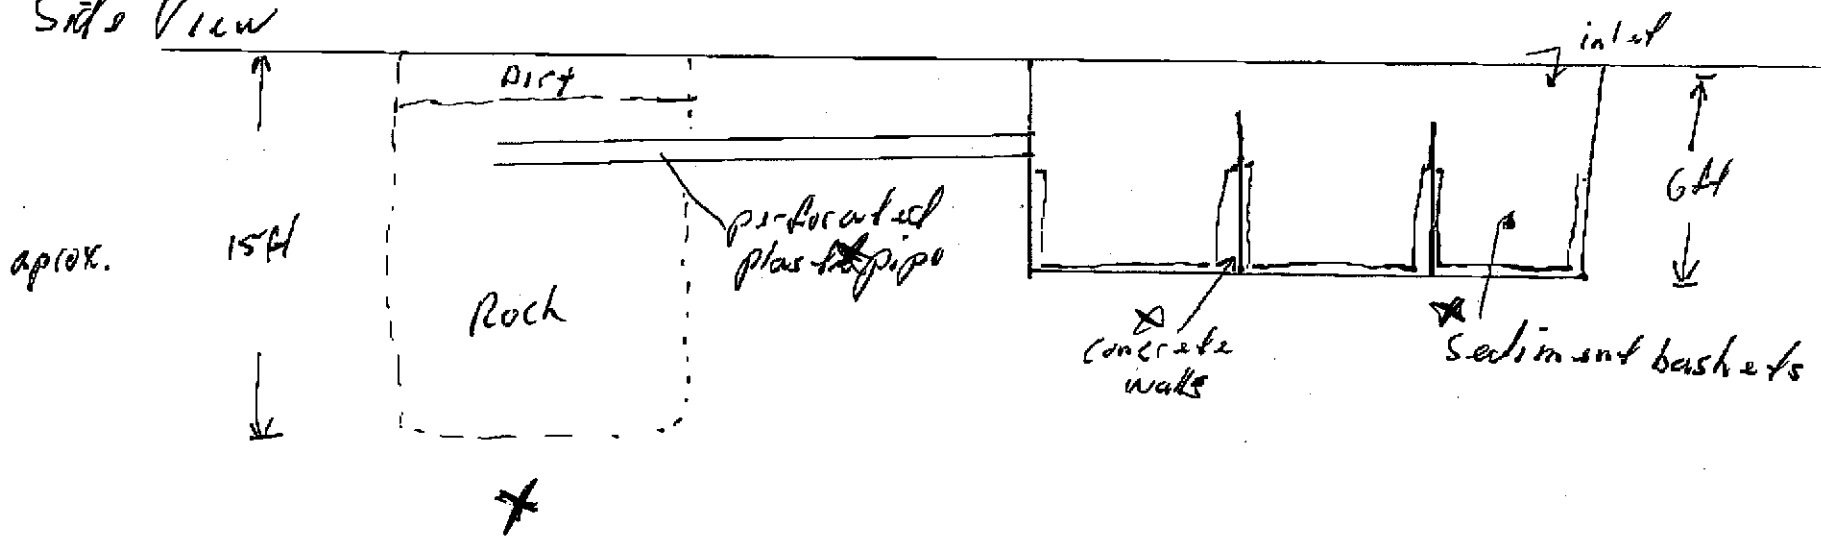 Side View
inlet
Dirt
6ft
perforated
plastic pipe
aprox.
15ft
Rock
concrete
walls
Sediment baskets